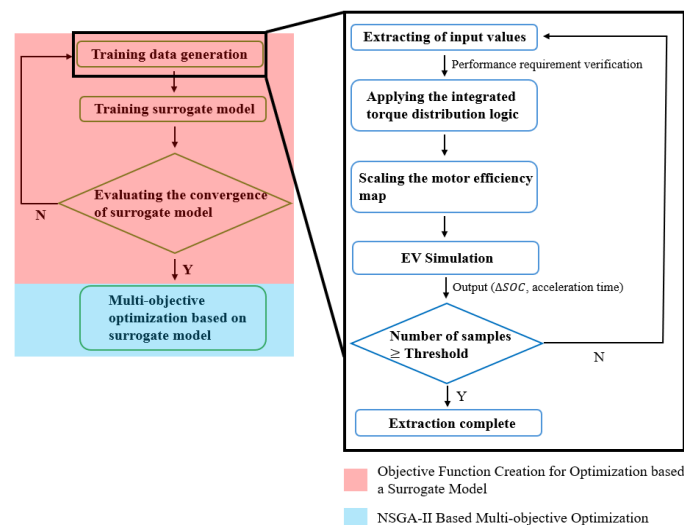 Training data generation
Training surrogate model
Evaluating the convergence
of surrogate model
N
Y
Multi-objective
optimization based on
surrogate model
Extracting of input values
Performance requirement verification
Applying the integrated
torque distribution logic
Scaling the motor efficiency
map
EV Simulation
Output (ΔSOC, acceleration time)
Number of samples
≥ Threshold
N
Y
Extraction complete
Objective Function Creation for Optimization based
a Surrogate Model
NSGA-II Based Multi-objective Optimization